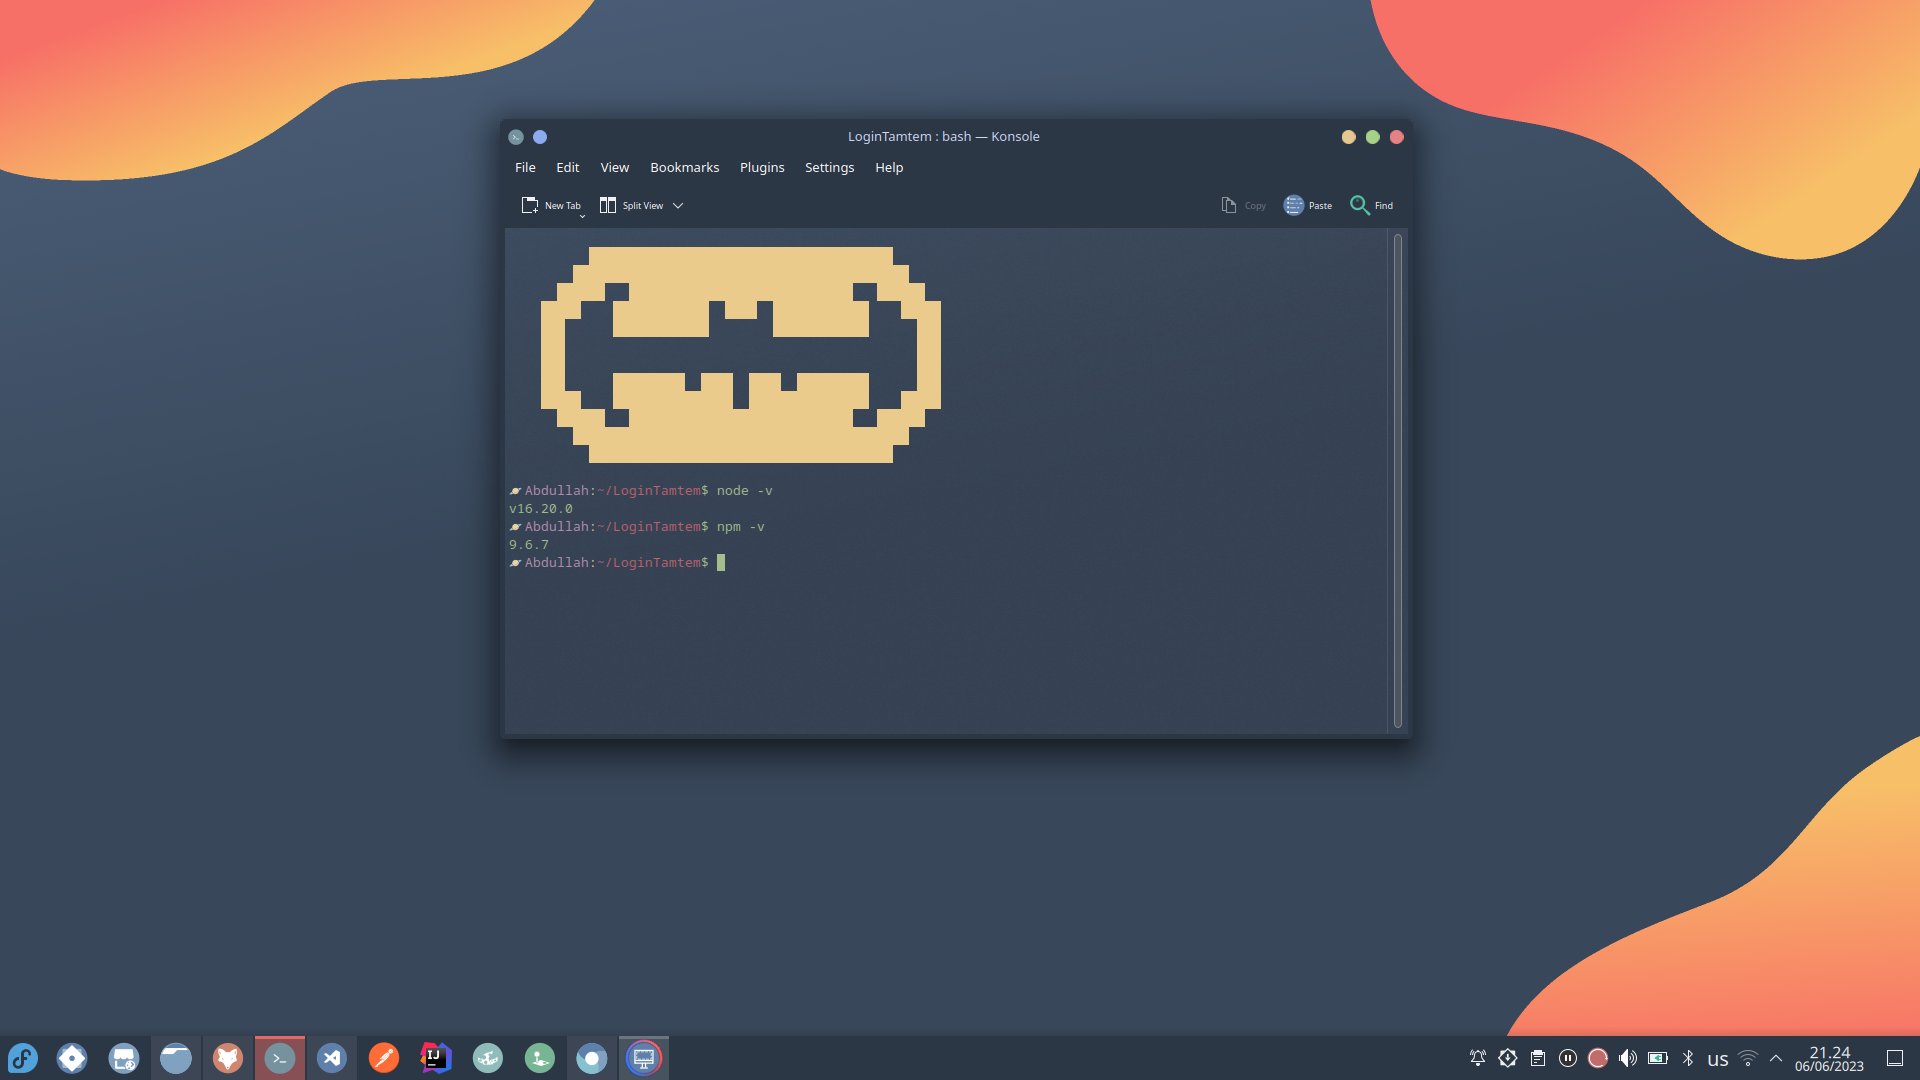 LoginTamtem : bash — Konsole
File Edit View Bookmarks Plugins Settings Help
New Tab Split View Copy Paste Find
Abdullah:~/LoginTamtem$ node -v
v16.20.0
Abdullah:~/LoginTamtem$ npm -v
9.6.7
Abdullah:~/LoginTamtem$
IJ
us
21.24
06/06/2023